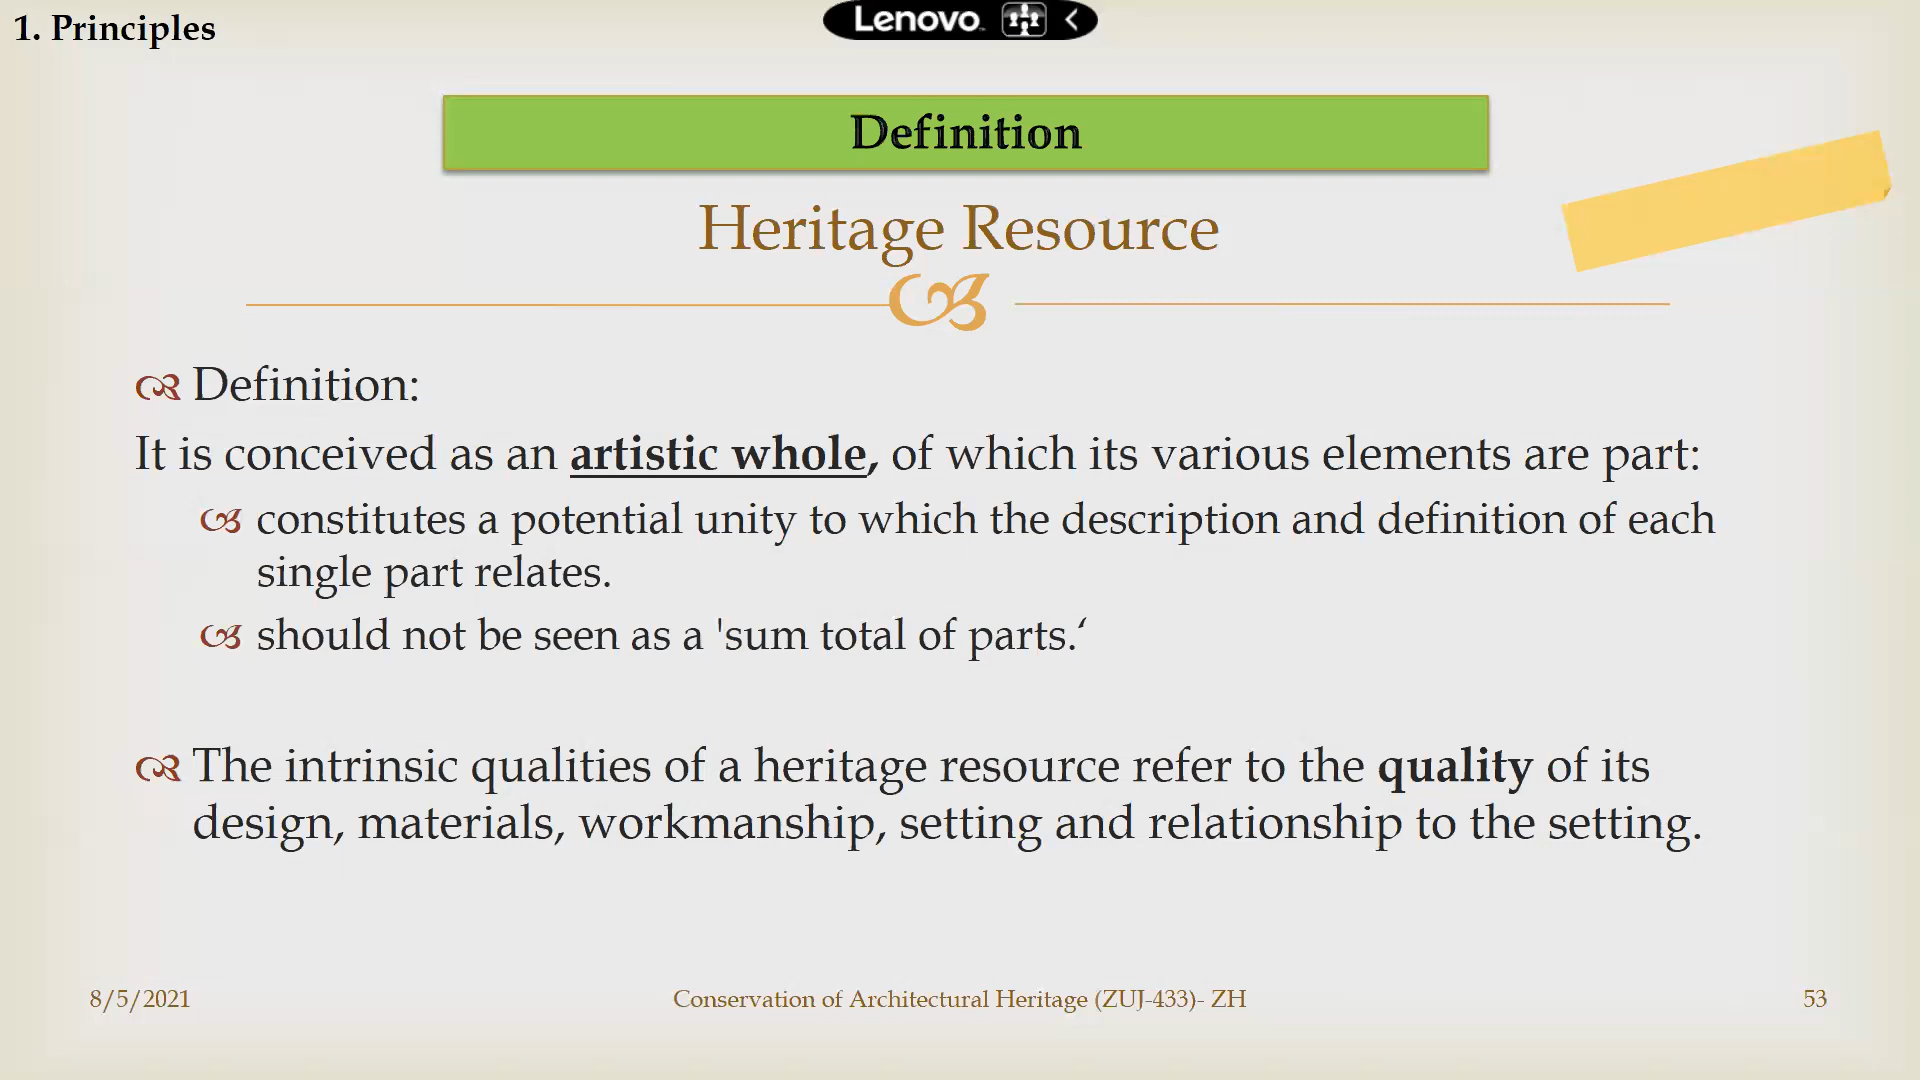 1. Principles
Lenovo
Definition
Heritage Resource
Definition:
It is conceived as an artistic whole, of which its various elements are part:
constitutes a potential unity to which the description and definition of each
single part relates.
should not be seen as a 'sum total of parts.‘
The intrinsic qualities of a heritage resource refer to the quality of its
design, materials, workmanship, setting and relationship to the setting.
8/5/2021
Conservation of Architectural Heritage (ZUJ-433)- ZH
53